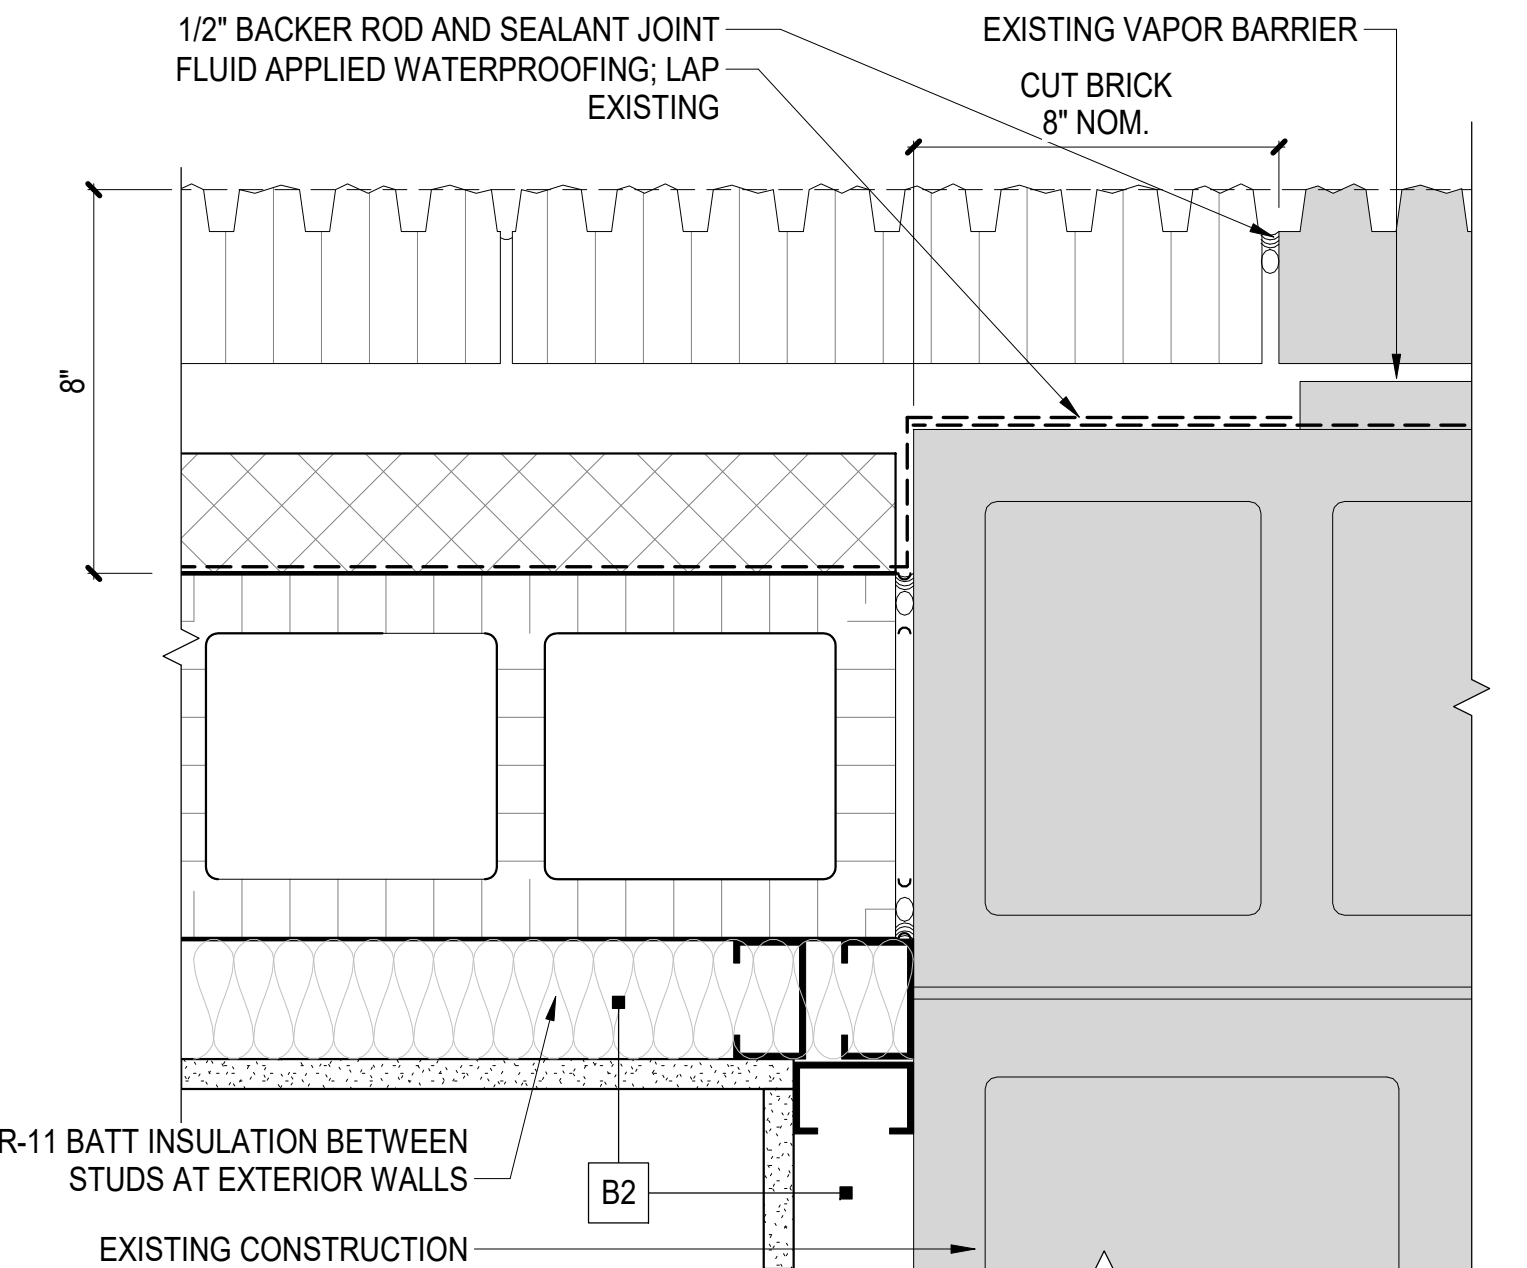 1/2" BACKER ROD AND SEALANT JOINT
FLUID APPLIED WATERPROOFING; LAP
EXISTING
EXISTING VAPOR BARRIER
CUT BRICK
8" NOM.
8"
R-11 BATT INSULATION BETWEEN
STUDS AT EXTERIOR WALLS
B2
EXISTING CONSTRUCTION